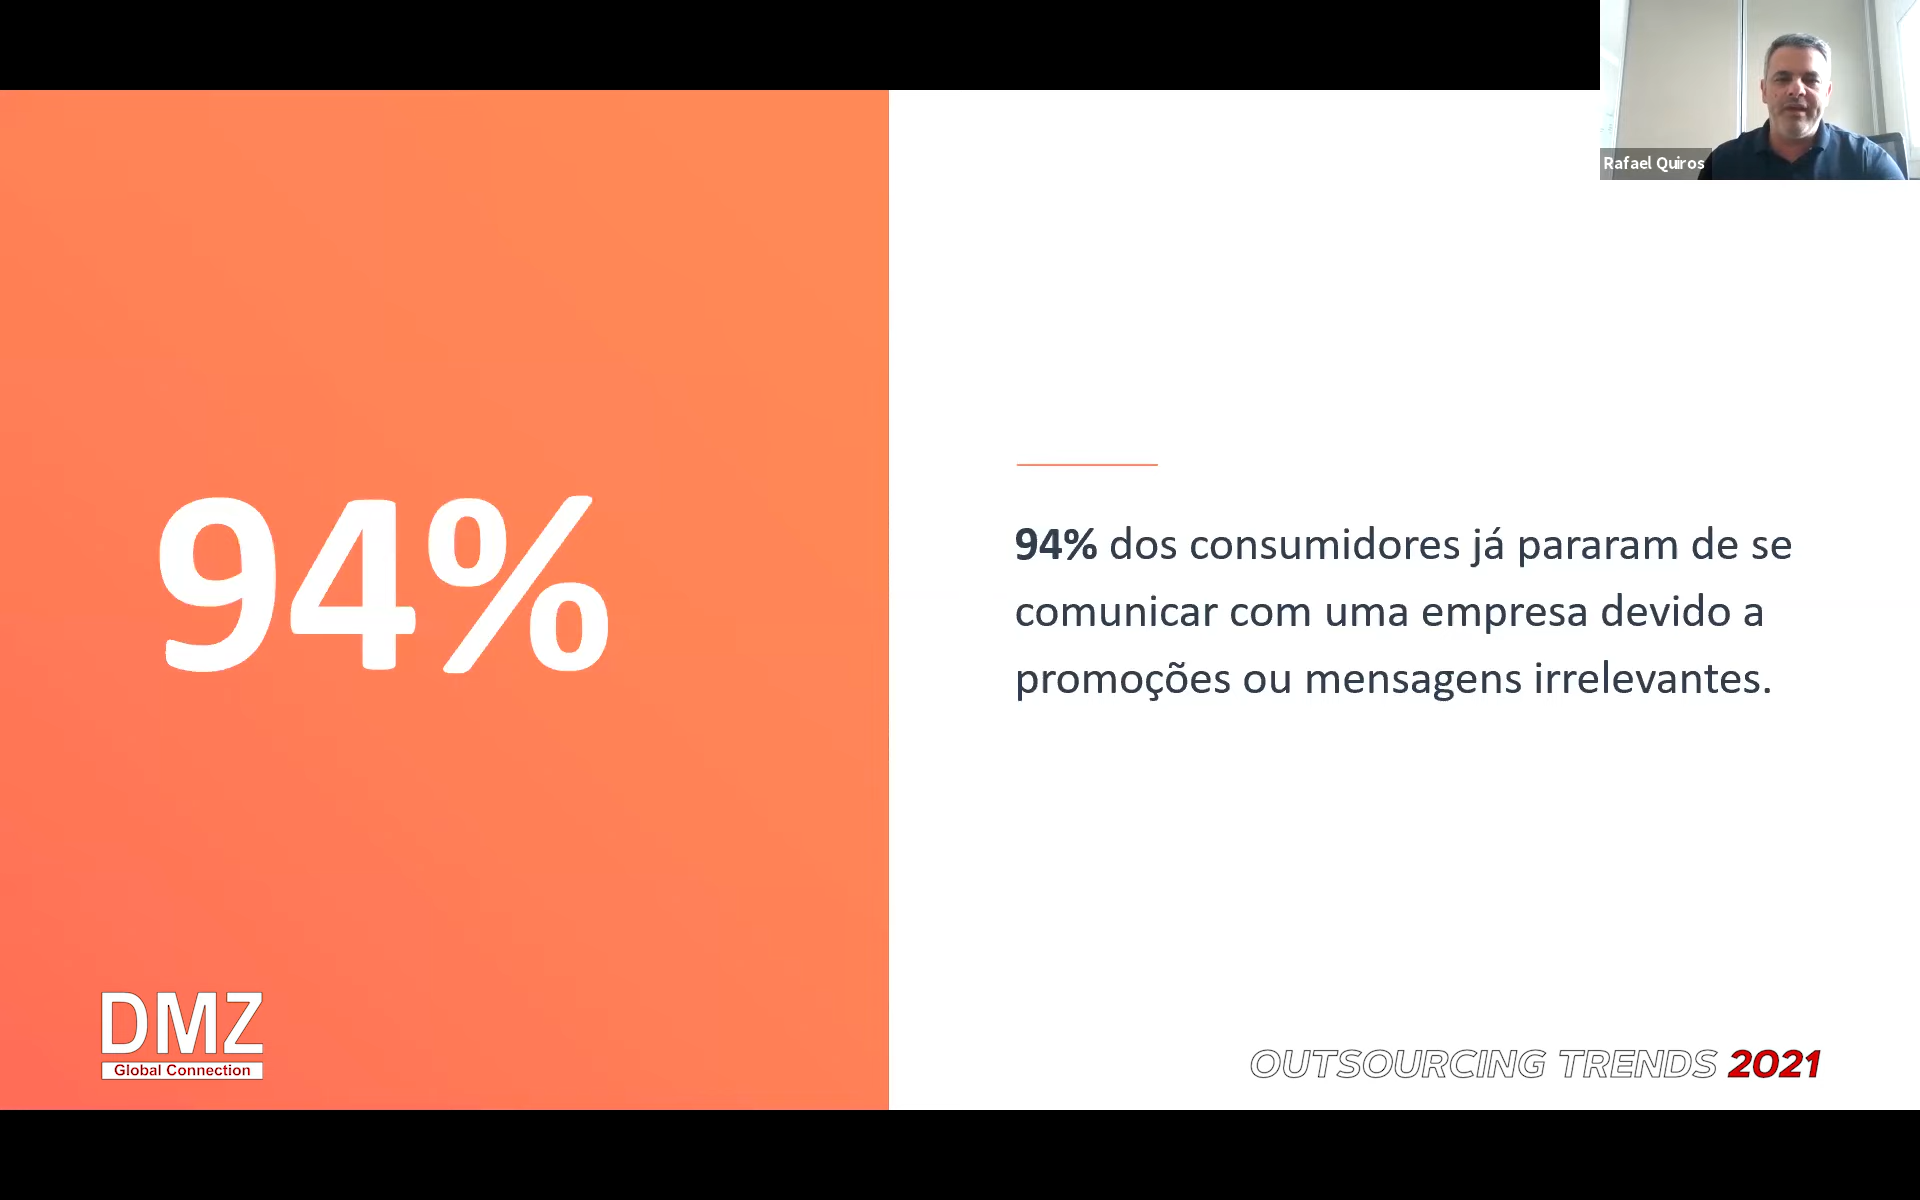 Rafael Quiros
94%
94% dos consumidores já pararam de se
comunicar com uma empresa devido a
promoções ou mensagens irrelevantes.
DMZ
Global Connection
OUTSOURCING TRENDS 2021